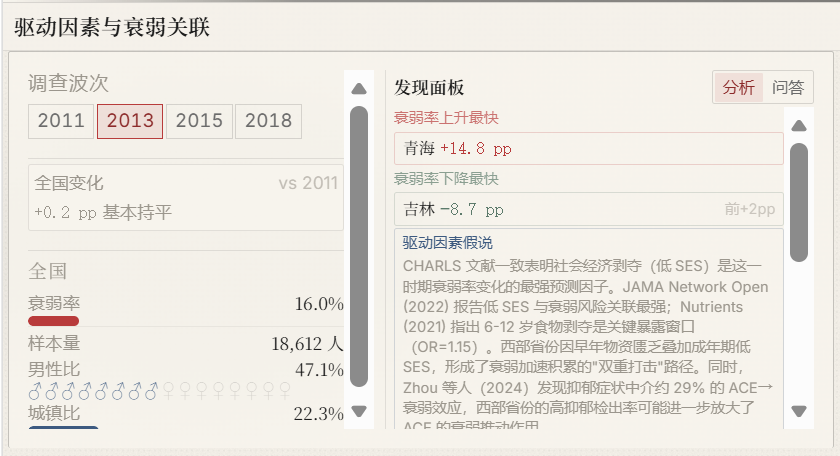 驱动因素与衰弱关联
调查波次
2011 2013 2015 2018
全国变化 vs 2011
+0.2 pp 基本持平
全国
衰弱率 16.0%
样本量 18,612 人
男性比 47.1%
城镇比 22.3%
发现面板 分析 问答
衰弱率上升最快
青海 +14.8 pp
衰弱率下降最快
吉林 −8.7 pp 前+2pp
驱动因素假说
CHARLS 文献一致表明社会经济剥夺（低 SES）是这一
时期衰弱率变化的最强预测因子。JAMA Network Open
(2022) 报告低 SES 与衰弱风险关联最强；Nutrients
(2021) 指出 6-12 岁食物剥夺是关键暴露窗口
（OR=1.15）。西部省份因早年物资匮乏叠加成年期低
SES，形成了衰弱加速积累的"双重打击"路径。同时，
Zhou 等人（2024）发现抑郁症状中介约 29% 的 ACE→
衰弱效应，西部省份的高抑郁检出率可能进一步放大了
ACE 的衰弱推动作用